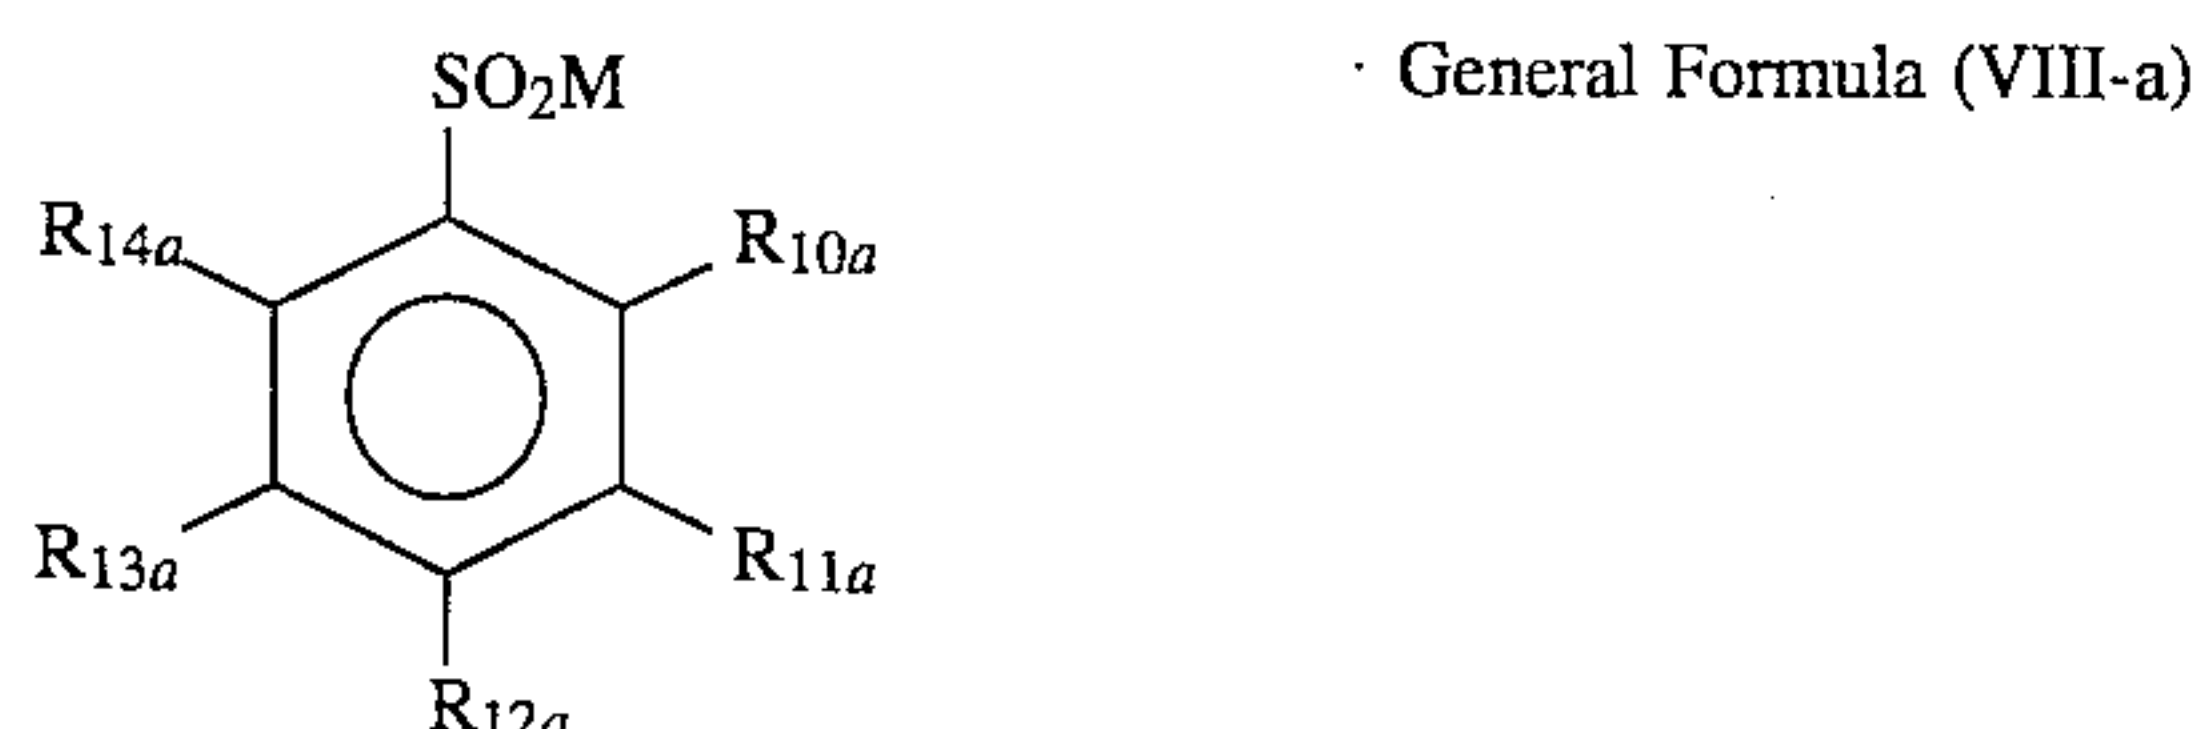 SO₂M
General Formula (VIII-a)
R₁₄ₐ
R₁₀ₐ
R₁₃ₐ
R₁₁ₐ
R₁₂ₐ